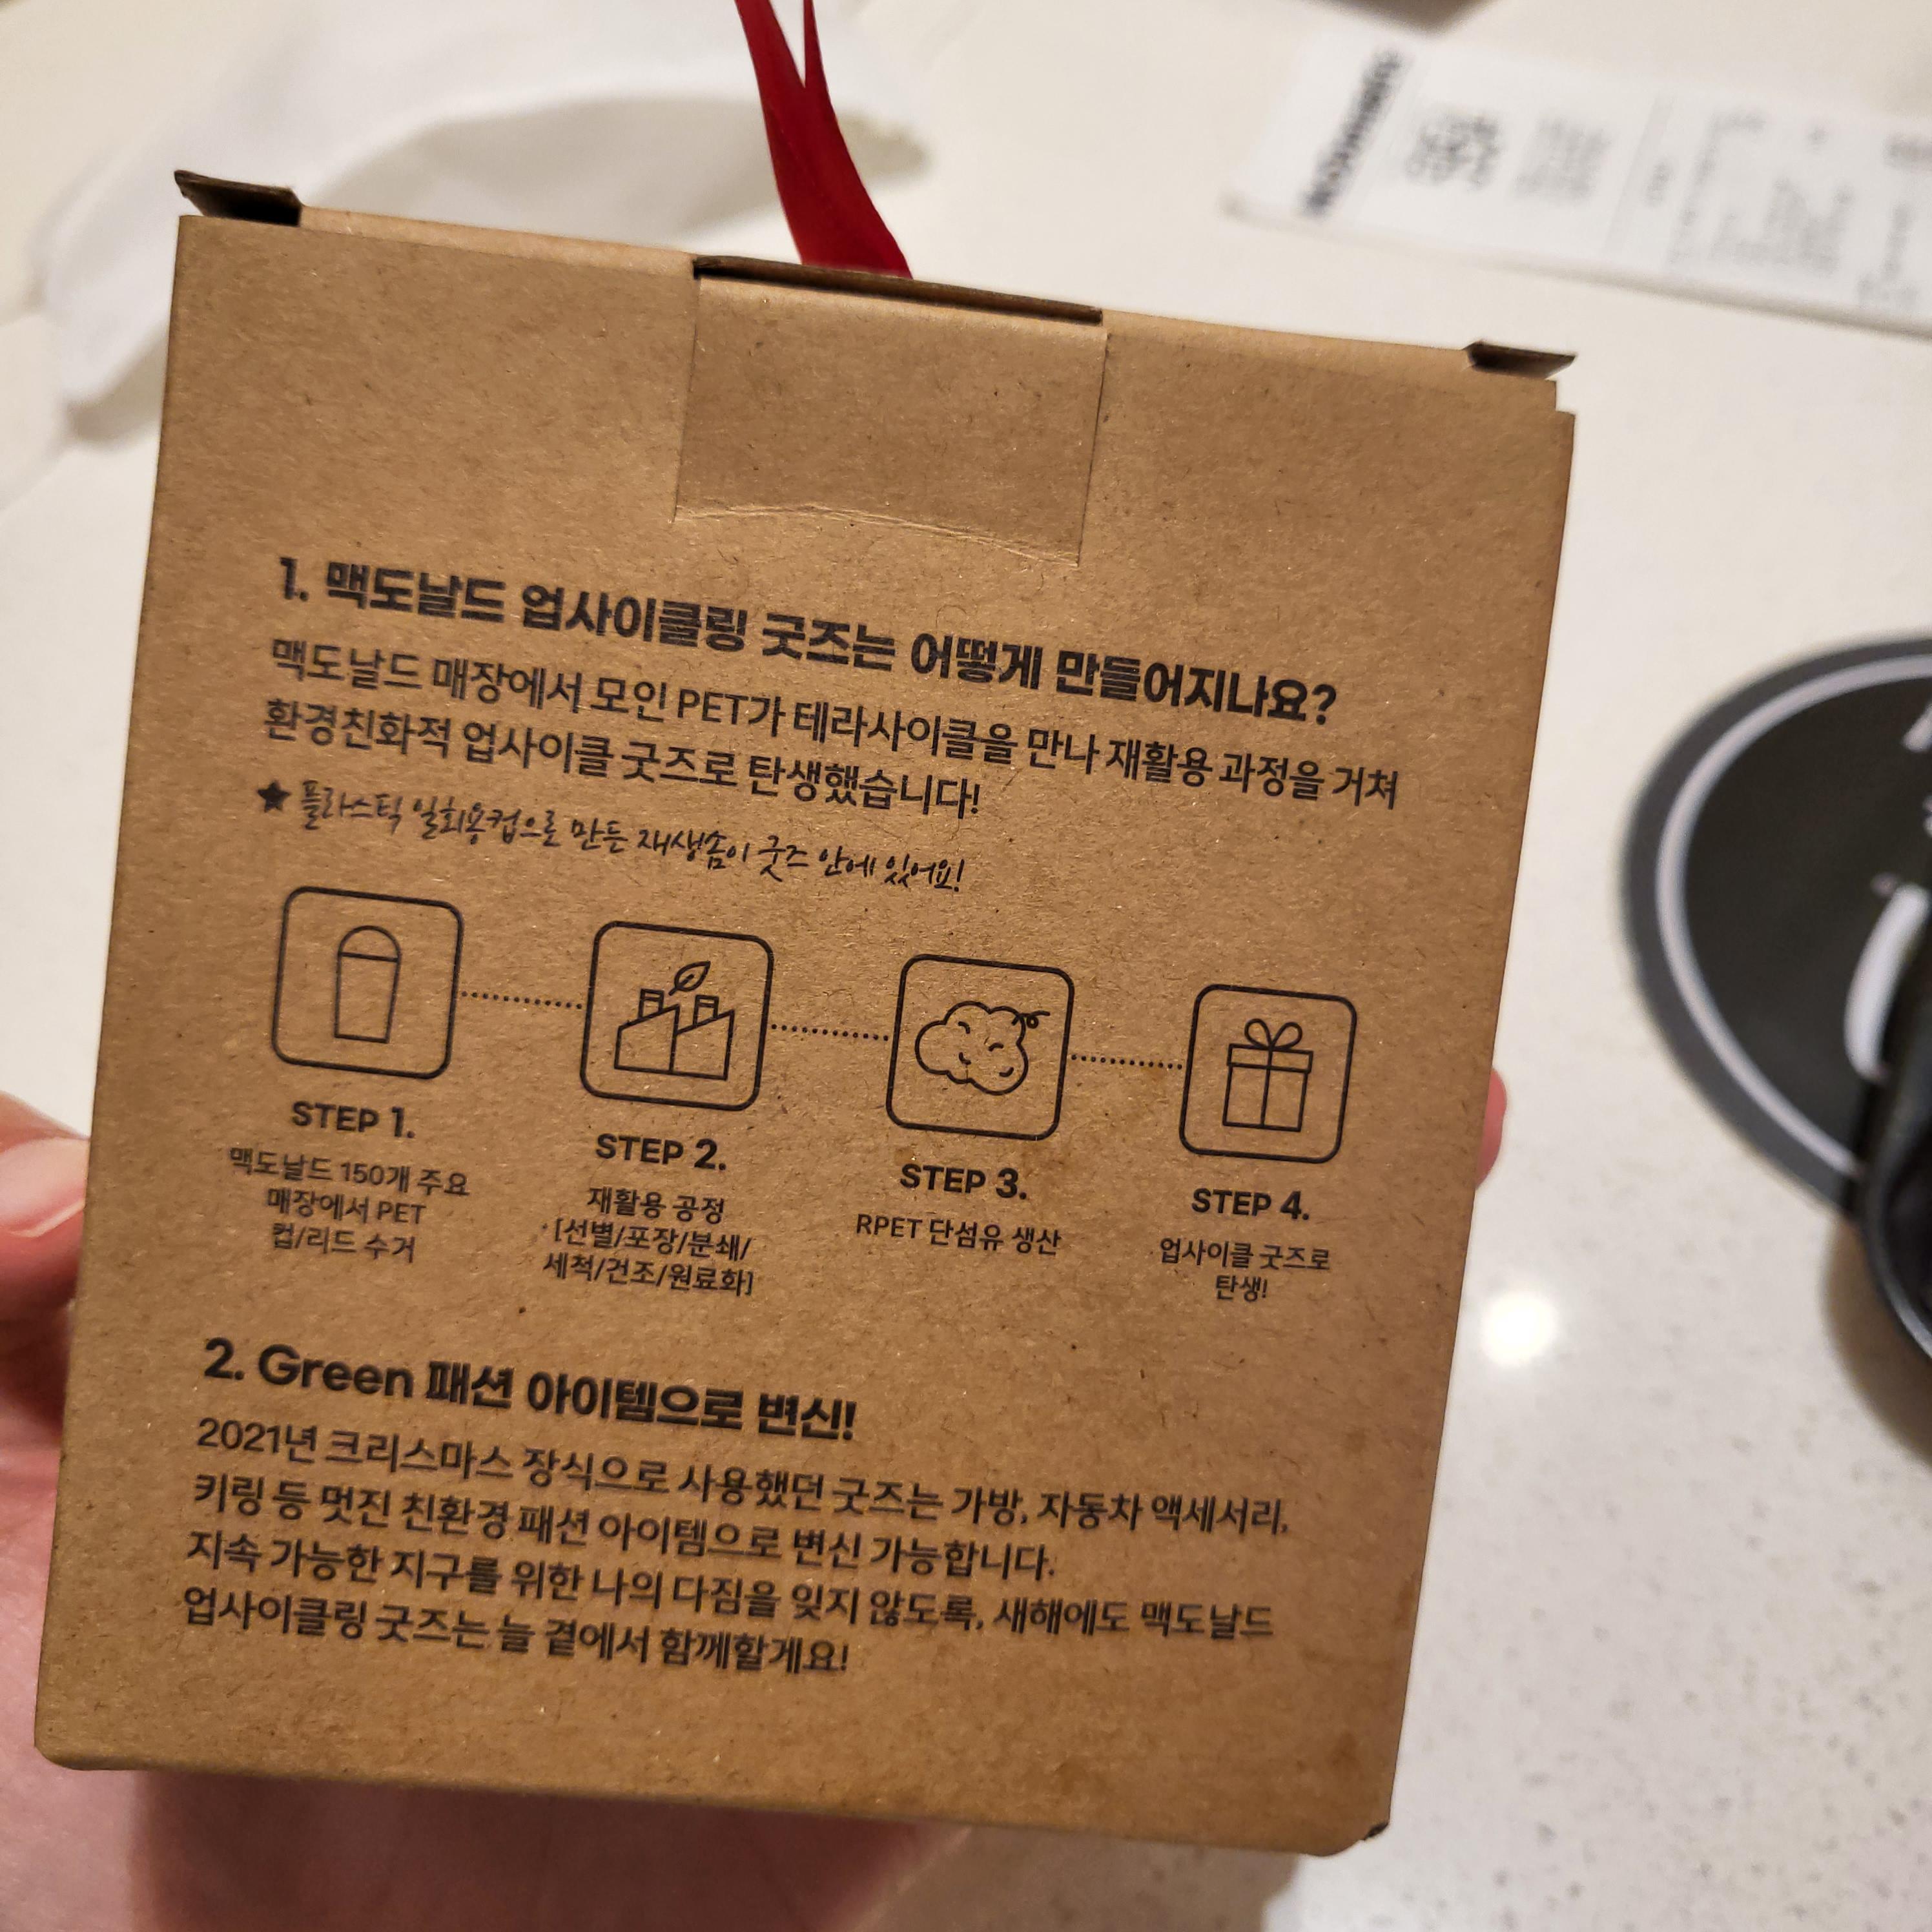 1. 맥도날드 업사이클링 굿즈는 어떻게 만들어지나요?
맥도날드 매장에서 모인 PET가 테라사이클을 만나 재활용 과정을 거쳐
환경친화적 업사이클 굿즈로 탄생했습니다!
★ 플라스틱 일회용컵으로 만든 재생솜이 굿즈 안에 있어요!
STEP 1.
맥도날드 150개 주요
매장에서 PET
컵/리드 수거
STEP 2.
재활용 공정
[선별/포장/분쇄/
세척/건조/원료화]
STEP 3.
RPET 단섬유 생산
STEP 4.
업사이클 굿즈로
탄생!
2. Green 패션 아이템으로 변신!
2021년 크리스마스 장식으로 사용했던 굿즈는 가방, 자동차 액세서리,
키링 등 멋진 친환경 패션 아이템으로 변신 가능합니다.
지속 가능한 지구를 위한 나의 다짐을 잊지 않도록, 새해에도 맥도날드
업사이클링 굿즈는 늘 곁에서 함께할게요!